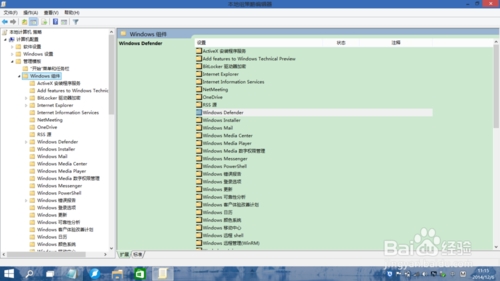 本地组策略编辑器
文件(F) 操作(A) 查看(V) 帮助(H)
本地计算机 策略
计算机配置
软件设置
Windows 设置
管理模板
"开始"菜单和任务栏
Windows 组件
ActiveX 安装程序服务
Add features to Windows Technical
BitLocker 驱动器加密
Internet Explorer
Internet Information Services
NetMeeting
OneDrive
RSS 源
Windows Defender
Windows Installer
Windows Mail
Windows Media Center
Windows Media Player
Windows Media 数字权限管理
Windows Messenger
Windows PowerShell
Windows 错误报告
Windows 登录选项
Windows 更新
Windows 可靠性分析
Windows 客户体验改善计划
Windows 日历
Windows 颜色系统
Windows 组件
Windows Defender
设置 状态 注释
ActiveX 安装程序服务
Add features to Windows Technical Preview
BitLocker 驱动器加密
Internet Explorer
Internet Information Services
NetMeeting
OneDrive
RSS 源
Windows Defender
Windows Installer
Windows Mail
Windows Media Center
Windows Media Player
Windows Media 数字权限管理
Windows Messenger
Windows PowerShell
Windows 错误报告
Windows 登录选项
Windows 更新
Windows 可靠性分析
Windows 客户体验改善计划
Windows 日历
Windows 颜色系统
Windows 移动中心
Windows 远程 shell
Windows 远程管理(WinRM)
扩展 标准
Baidu 经验
11:15